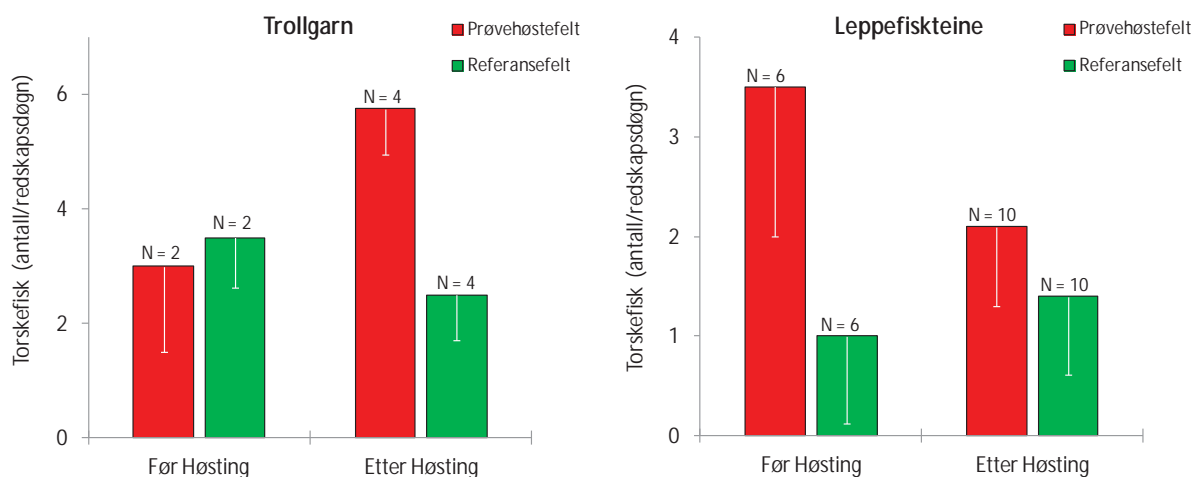 Trollgarn
Prøvehøstefelt
Referansefelt
Torskefisk (antall/redskapsdøgn)
6
4
2
0
N = 2
N = 2
N = 4
N = 4
Før Høsting
Etter Høsting
Leppefiskteine
Prøvehøstefelt
Referansefelt
Torskefisk (antall/redskapsdøgn)
4
3
2
1
0
N = 6
N = 6
N = 10
N = 10
Før Høsting
Etter Høsting